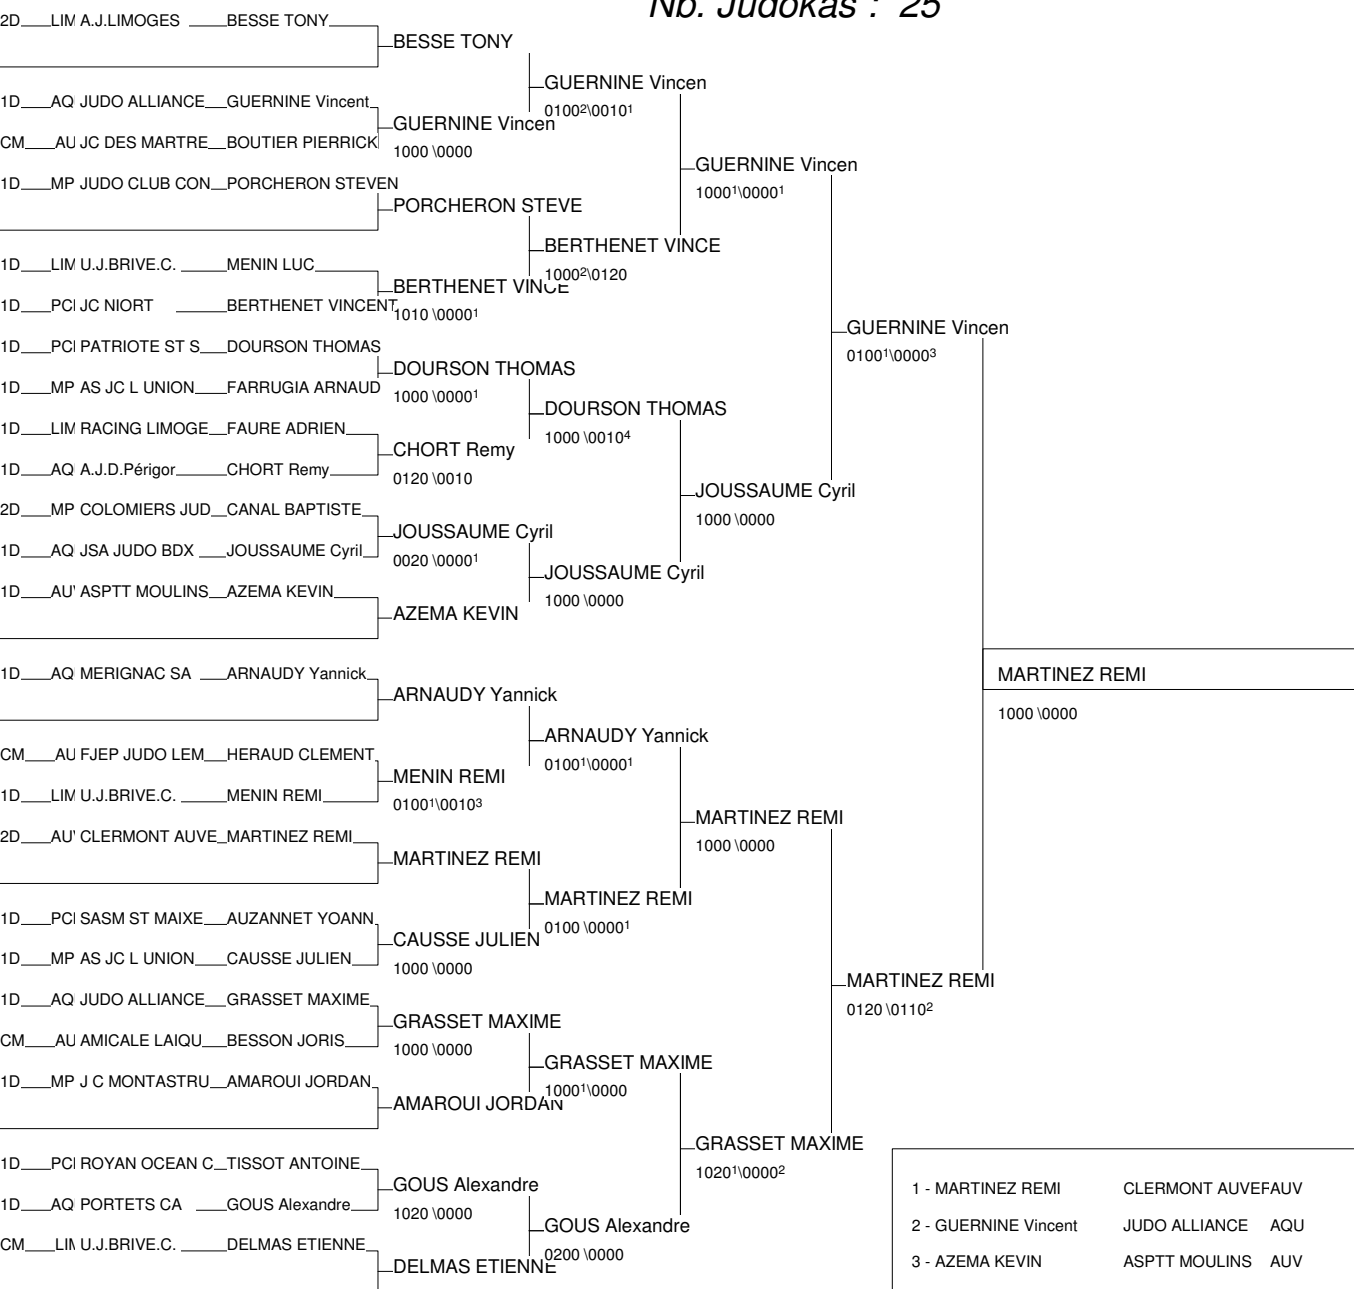 Nb. Judokas : 25
2D LIM A.J.LIMOGES BESSE TONY
BESSE TONY
GUERNINE Vincen
0100²\0010¹
1D AQ JUDO ALLIANCE GUERNINE Vincent
GUERNINE Vincen
1000 \0000
CM AU JC DES MARTRE BOUTIER PIERRICK
GUERNINE Vincen
1000¹\0000¹
1D MP JUDO CLUB CON PORCHERON STEVEN
PORCHERON STEVE
BERTHENET VINCE
1000²\0120
1D LIM U.J.BRIVE.C. MENIN LUC
BERTHENET VINCE
1010 \0000¹
1D PCI JC NIORT BERTHENET VINCENT
GUERNINE Vincen
0100¹\0000³
1D PCI PATRIOTE ST S DOURSON THOMAS
DOURSON THOMAS
1000 \0000¹
1D MP AS JC L UNION FARRUGIA ARNAUD
DOURSON THOMAS
1000 \0010⁴
1D LIM RACING LIMOGE FAURE ADRIEN
CHORT Remy
0120 \0010
1D AQ A.J.D.Périgor CHORT Remy
JOUSSAUME Cyril
1000 \0000
2D MP COLOMIERS JUD CANAL BAPTISTE
JOUSSAUME Cyril
0020 \0000¹
1D AQ JSA JUDO BDX JOUSSAUME Cyril
JOUSSAUME Cyril
1000 \0000
1D AU' ASPTT MOULINS AZEMA KEVIN
AZEMA KEVIN
1D AQ MERIGNAC SA ARNAUDY Yannick
MARTINEZ REMI
1000 \0000
ARNAUDY Yannick
ARNAUDY Yannick
0100¹\0000¹
CM AU FJEP JUDO LEM HERAUD CLEMENT
MENIN REMI
0100¹\0010³
1D LIM U.J.BRIVE.C. MENIN REMI
MARTINEZ REMI
1000 \0000
2D AU' CLERMONT AUVE MARTINEZ REMI
MARTINEZ REMI
MARTINEZ REMI
0100 \0000¹
1D PCI SASM ST MAIXE AUZANNET YOANN
CAUSSE JULIEN
1000 \0000
1D MP AS JC L UNION CAUSSE JULIEN
MARTINEZ REMI
0120 \0110²
1D AQ JUDO ALLIANCE GRASSET MAXIME
GRASSET MAXIME
1000 \0000
CM AU AMICALE LAIQU BESSON JORIS
GRASSET MAXIME
1000¹\0000
1D MP J C MONTASTRU AMAROUI JORDAN
AMAROUI JORDAN
GRASSET MAXIME
1020¹\0000²
1D PCI ROYAN OCEAN C TISSOT ANTOINE
GOUS Alexandre
1020 \0000
1D AQ PORTETS CA GOUS Alexandre
GOUS Alexandre
0200 \0000
CM LIM U.J.BRIVE.C. DELMAS ETIENNE
DELMAS ETIENNE
1 - MARTINEZ REMI CLERMONT AUVER AUV
2 - GUERNINE Vincent JUDO ALLIANCE AQU
3 - AZEMA KEVIN ASPTT MOULINS AUV